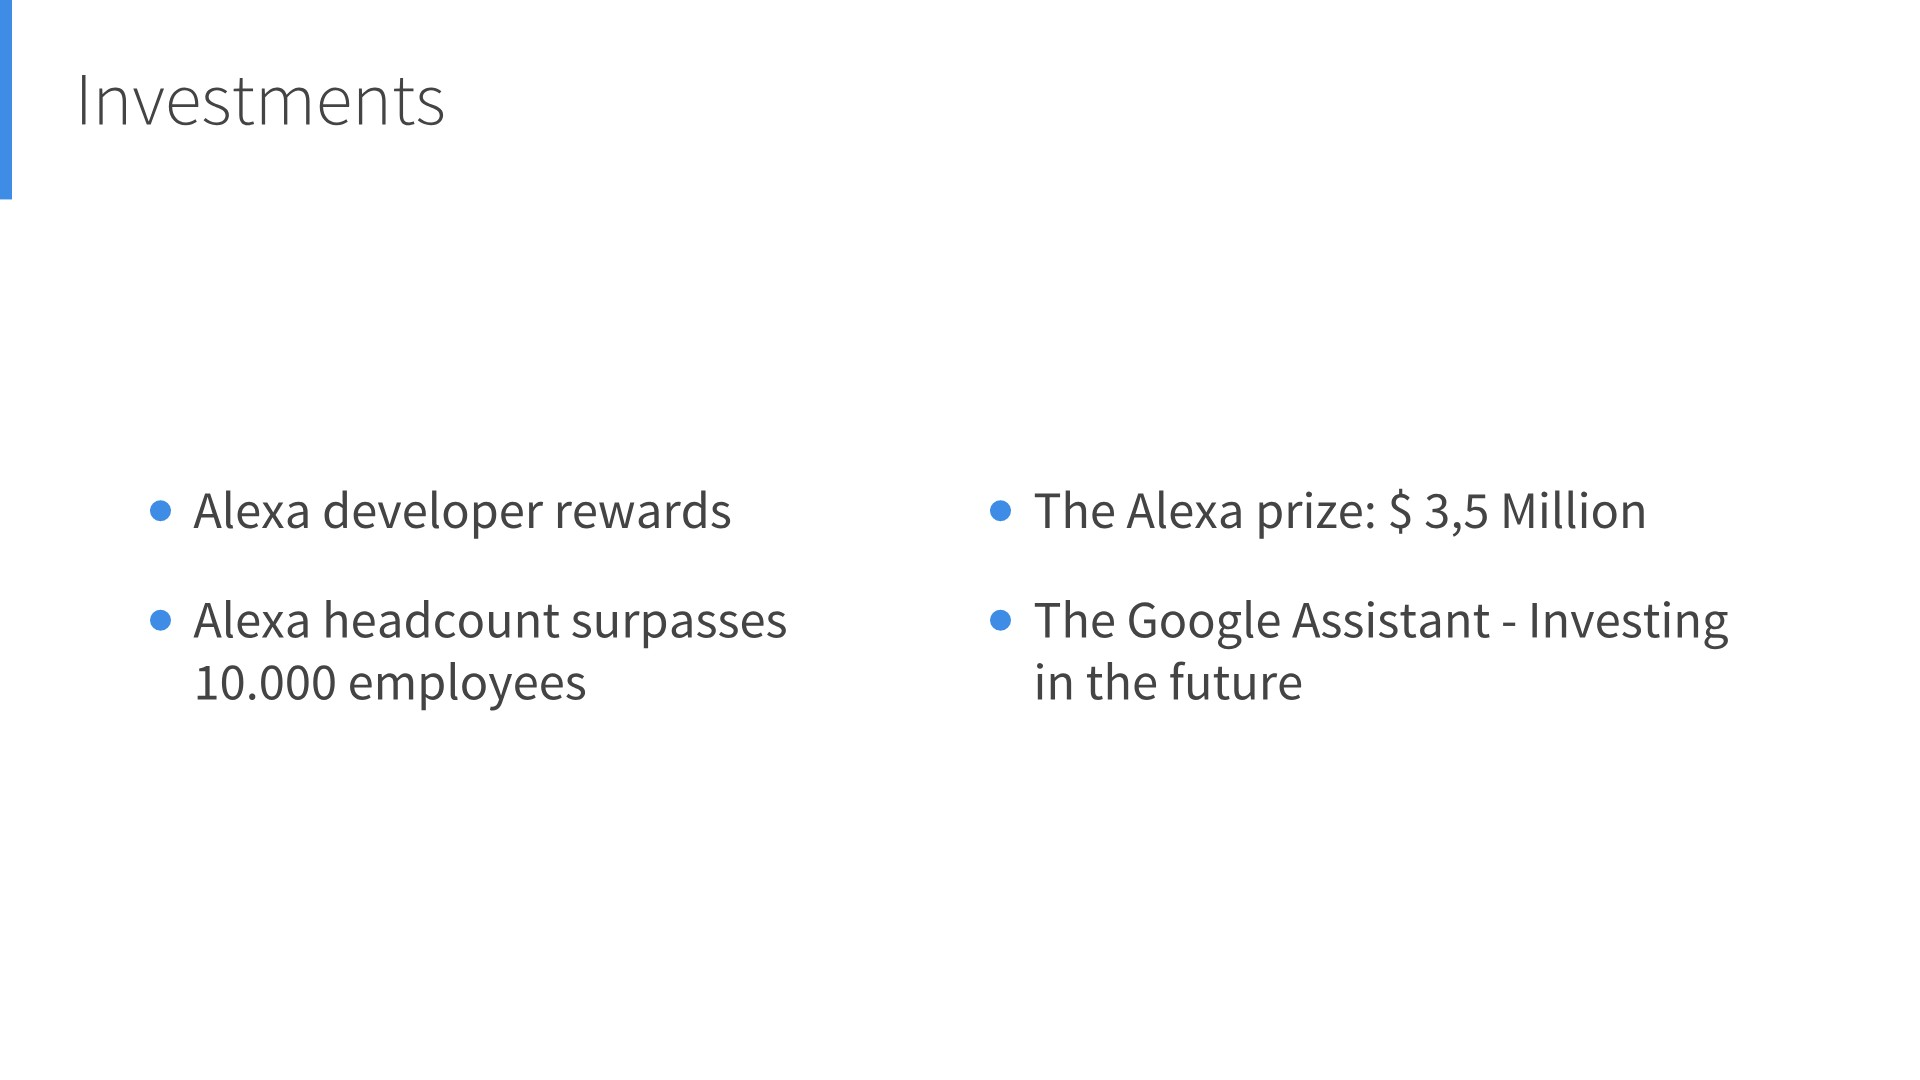 Investments
Alexa developer rewards
Alexa headcount surpasses
10.000 employees
The Alexa prize: $ 3,5 Million
The Google Assistant - Investing
in the future